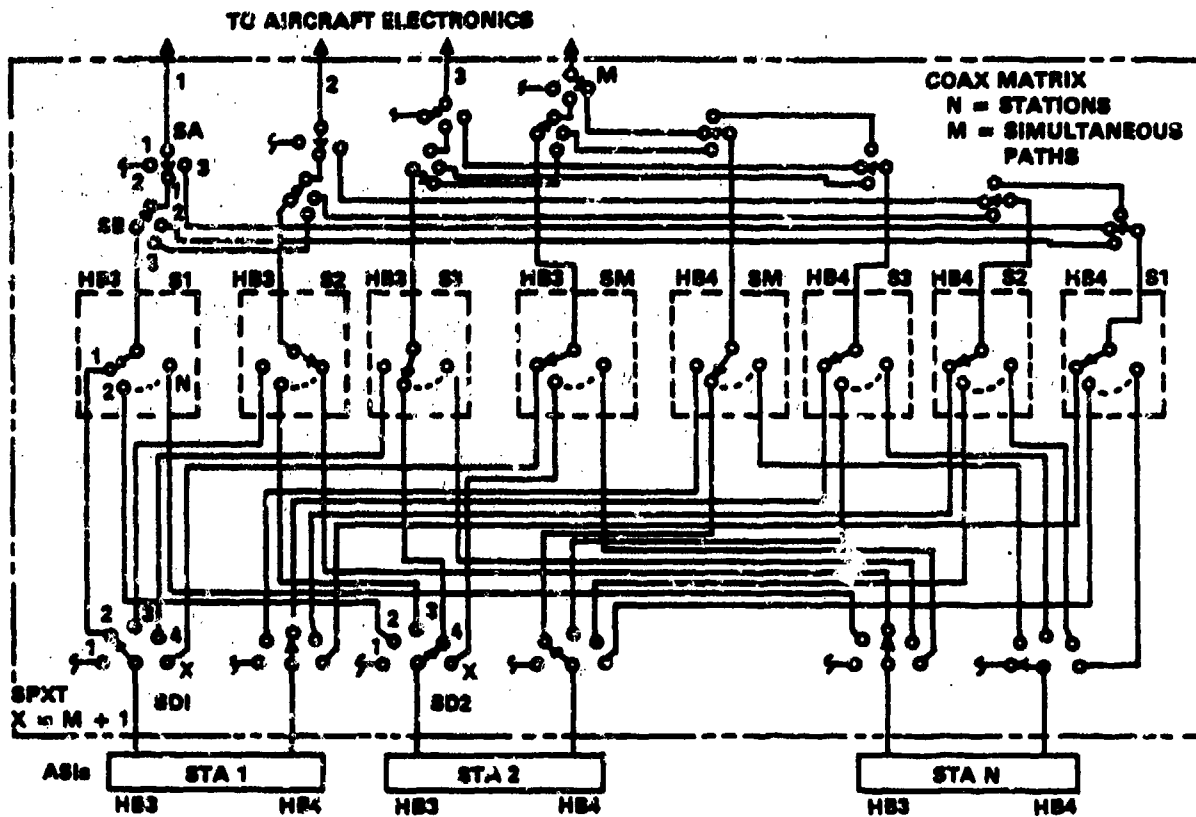 TO AIRCRAFT ELECTRONICS
1
2
3
M
COAX MATRIX
N = STATIONS
M = SIMULTANEOUS
PATHS
SA
1
2
3
1
SB
2
3
HB3 S1
HB3 S2
HB3 S3
HB3 SM
HB4 SM
HB4 S3
HB4 S2
HB4 S1
1
2
N
2
3
4
1
X
SD1
2
3
4
1
X
SD2
SPXT
X = M + 1
ASIs
STA 1
STA 2
STA N
HB3
HB4
HB3
HB4
HB3
HB4